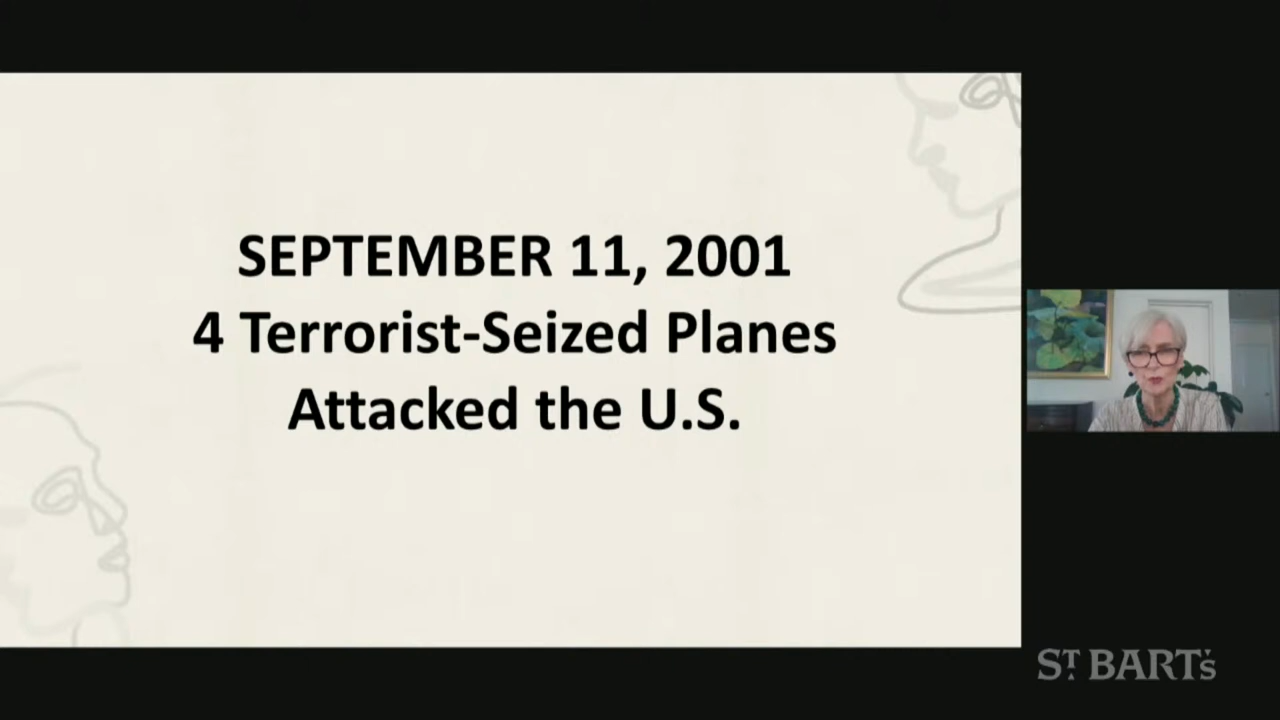 SEPTEMBER 11, 2001
4 Terrorist-Seized Planes
Attacked the U.S.
ST. BART's